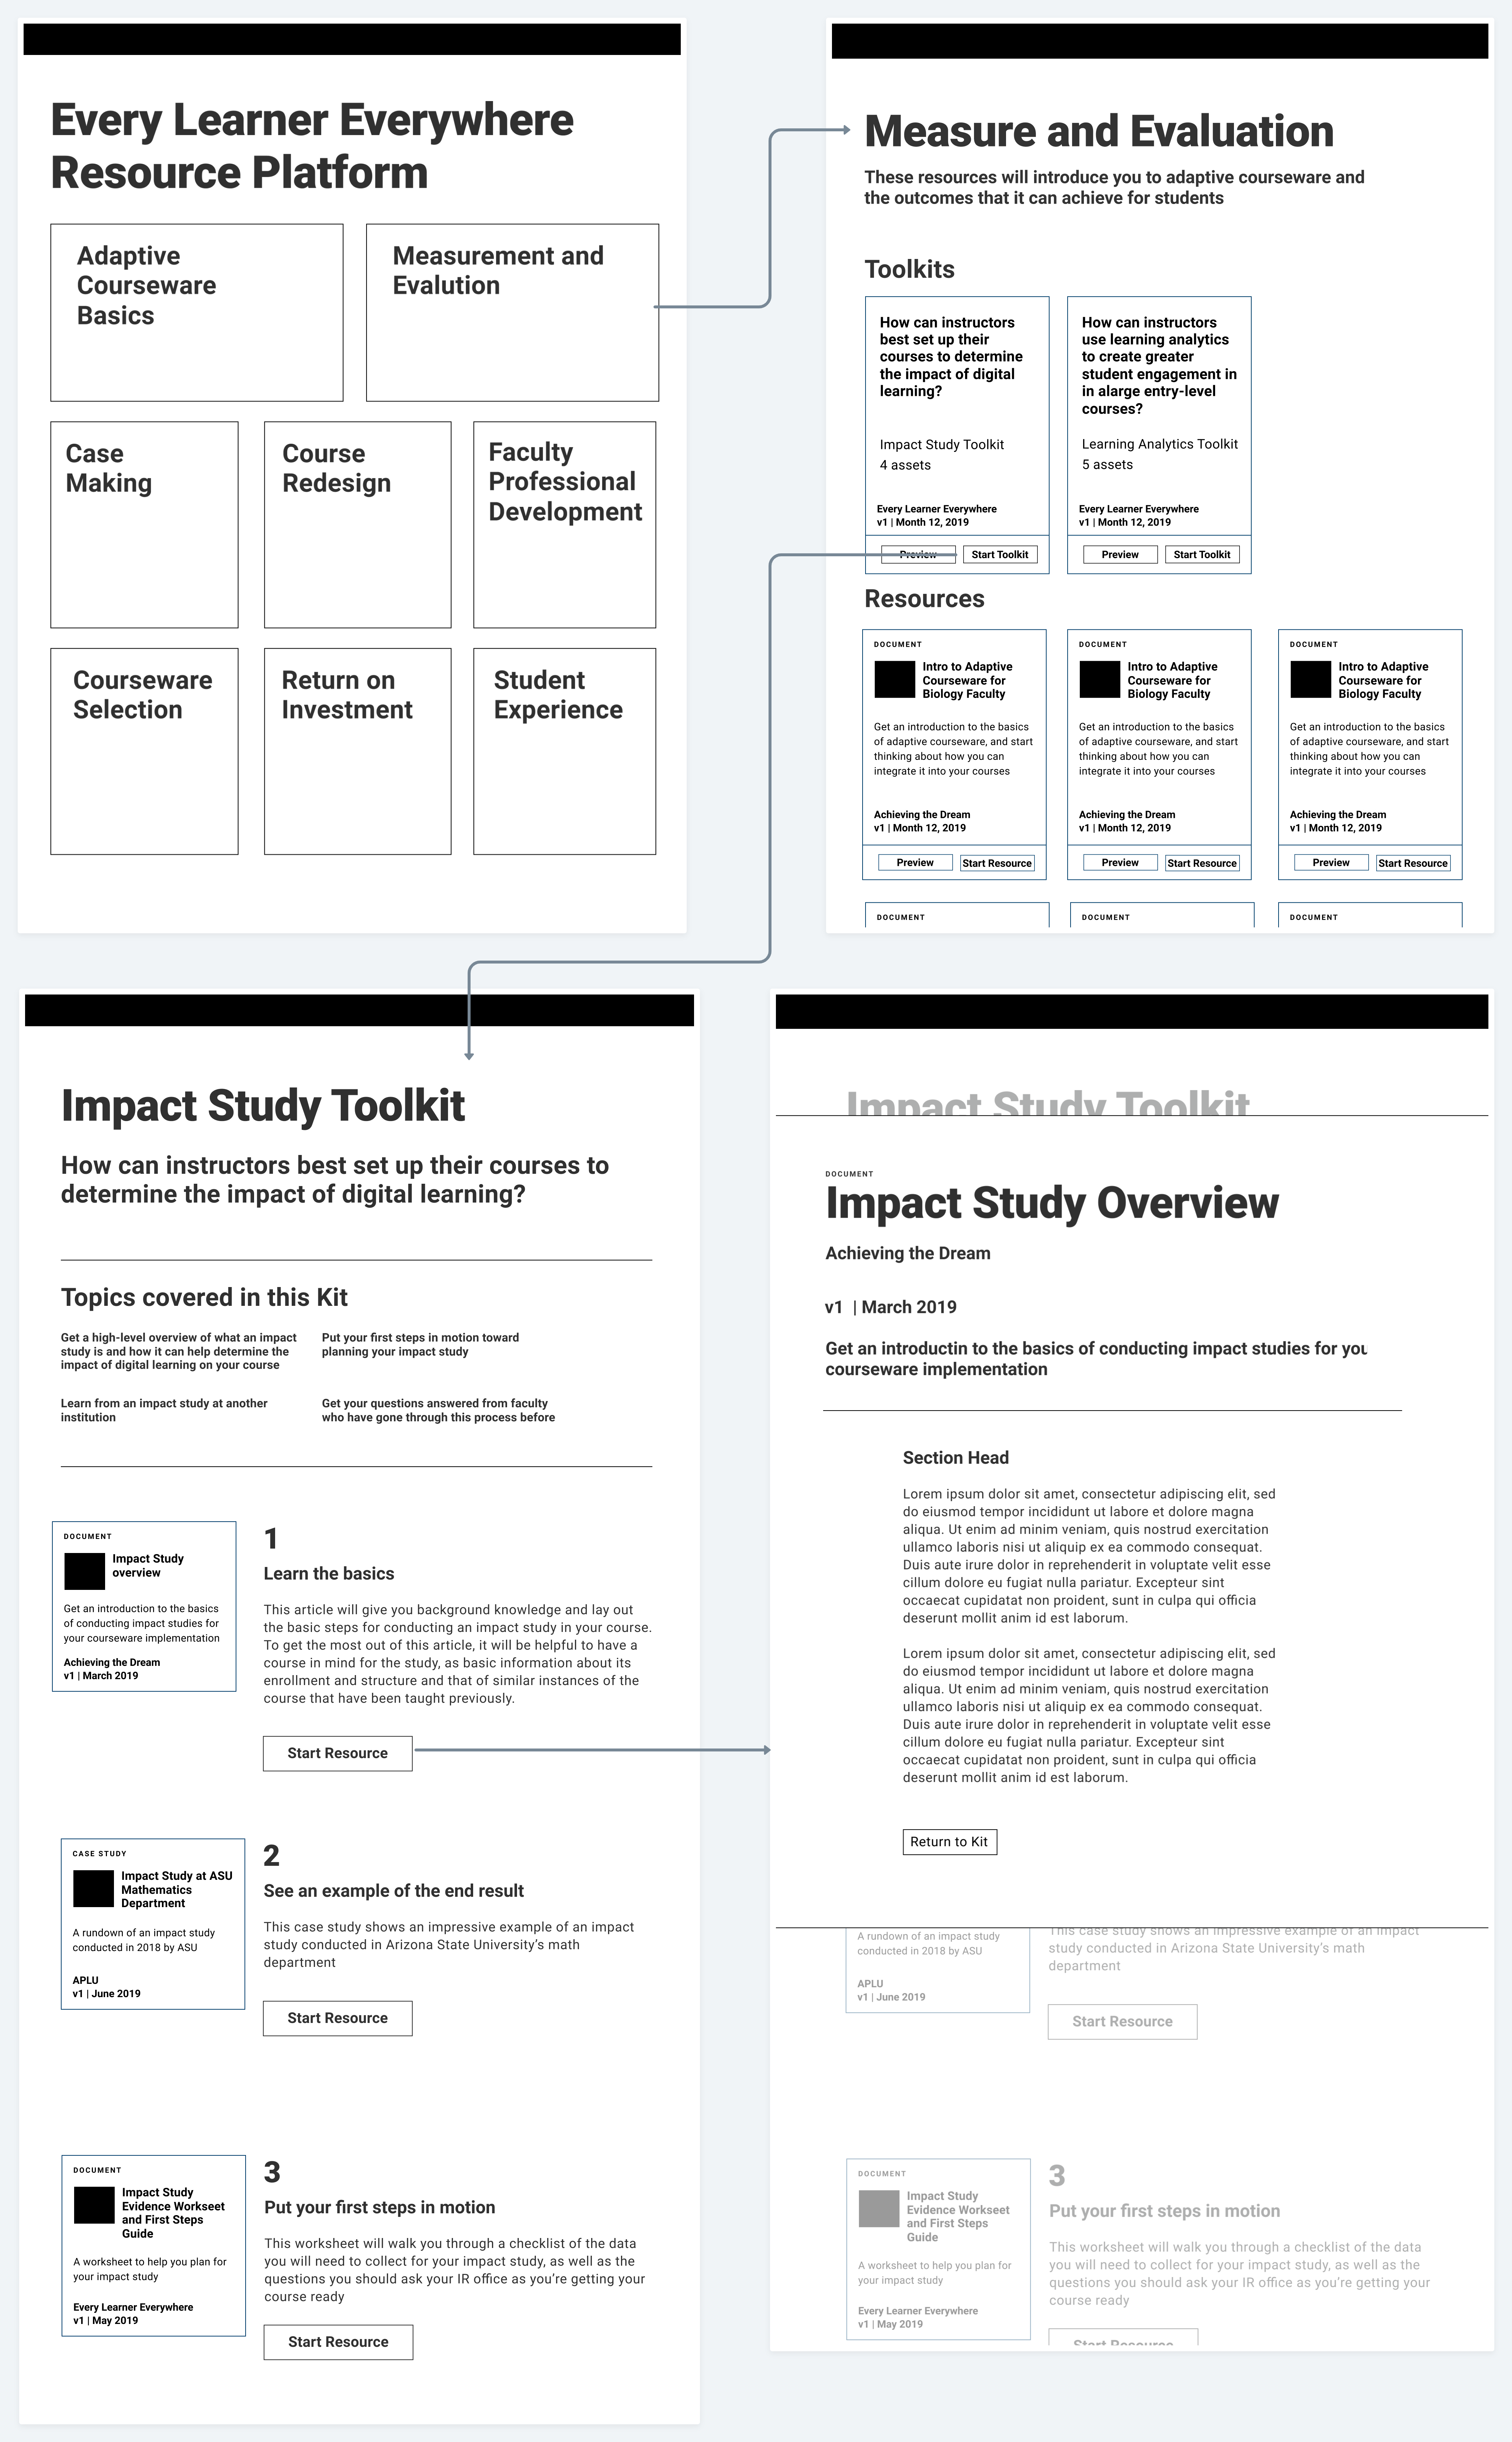 Every Learner Everywhere
Resource Platform
Adaptive
Courseware
Basics
Measurement and
Evalution
Case
Making
Course
Redesign
Faculty
Professional
Development
Courseware
Selection
Return on
Investment
Student
Experience
Measure and Evaluation
These resources will introduce you to adaptive courseware and
the outcomes that it can achieve for students
Toolkits
How can instructors
best set up their
courses to determine
the impact of digital
learning?
Impact Study Toolkit
4 assets
Every Learner Everywhere
v1 | Month 12, 2019
Preview
Start Toolkit
How can instructors
use learning analytics
to create greater
student engagement in
in alarge entry-level
courses?
Learning Analytics Toolkit
5 assets
Every Learner Everywhere
v1 | Month 12, 2019
Preview
Start Toolkit
Resources
DOCUMENT
Intro to Adaptive
Courseware for
Biology Faculty
Get an introduction to the basics
of adaptive courseware, and start
thinking about how you can
integrate it into your courses
Achieving the Dream
v1 | Month 12, 2019
Preview
Start Resource
DOCUMENT
Intro to Adaptive
Courseware for
Biology Faculty
Get an introduction to the basics
of adaptive courseware, and start
thinking about how you can
integrate it into your courses
Achieving the Dream
v1 | Month 12, 2019
Preview
Start Resource
DOCUMENT
Intro to Adaptive
Courseware for
Biology Faculty
Get an introduction to the basics
of adaptive courseware, and start
thinking about how you can
integrate it into your courses
Achieving the Dream
v1 | Month 12, 2019
Preview
Start Resource
DOCUMENT
DOCUMENT
DOCUMENT
Impact Study Toolkit
How can instructors best set up their courses to
determine the impact of digital learning?
Topics covered in this Kit
Get a high-level overview of what an impact
study is and how it can help determine the
impact of digital learning on your course
Put your first steps in motion toward
planning your impact study
Learn from an impact study at another
institution
Get your questions answered from faculty
who have gone through this process before
DOCUMENT
Impact Study
overview
Get an introduction to the basics
of conducting impact studies for
your courseware implementation
Achieving the Dream
v1 | March 2019
1
Learn the basics
This article will give you background knowledge and lay out
the basic steps for conducting an impact study in your course.
To get the most out of this article, it will be helpful to have a
course in mind for the study, as basic information about its
enrollment and structure and that of similar instances of the
course that have been taught previously.
Start Resource
CASE STUDY
Impact Study at ASU
Mathematics
Department
A rundown of an impact study
conducted in 2018 by ASU
APLU
v1 | June 2019
2
See an example of the end result
This case study shows an impressive example of an impact
study conducted in Arizona State University's math
department
Start Resource
DOCUMENT
Impact Study
Evidence Workseet
and First Steps
Guide
A worksheet to help you plan for
your impact study
Every Learner Everywhere
v1 | May 2019
3
Put your first steps in motion
This worksheet will walk you through a checklist of the data
you will need to collect for your impact study, as well as the
questions you should ask your IR office as you're getting your
course ready
Start Resource
Impact Study Toolkit
DOCUMENT
Impact Study Overview
Achieving the Dream
v1 | March 2019
Get an introductin to the basics of conducting impact studies for you
courseware implementation
Section Head
Lorem ipsum dolor sit amet, consectetur adipiscing elit, sed
do eiusmod tempor incididunt ut labore et dolore magna
aliqua. Ut enim ad minim veniam, quis nostrud exercitation
ullamco laboris nisi ut aliquip ex ea commodo consequat.
Duis aute irure dolor in reprehenderit in voluptate velit esse
cillum dolore eu fugiat nulla pariatur. Excepteur sint
occaecat cupidatat non proident, sunt in culpa qui officia
deserunt mollit anim id est laborum.
Lorem ipsum dolor sit amet, consectetur adipiscing elit, sed
do eiusmod tempor incididunt ut labore et dolore magna
aliqua. Ut enim ad minim veniam, quis nostrud exercitation
ullamco laboris nisi ut aliquip ex ea commodo consequat.
Duis aute irure dolor in reprehenderit in voluptate velit esse
cillum dolore eu fugiat nulla pariatur. Excepteur sint
occaecat cupidatat non proident, sunt in culpa qui officia
deserunt mollit anim id est laborum.
Return to Kit
A rundown of an impact study
conducted in 2018 by ASU
APLU
v1 | June 2019
This case study shows an impressive example of an impact
study conducted in Arizona State University's math
department
Start Resource
DOCUMENT
Impact Study
Evidence Workseet
and First Steps
Guide
A worksheet to help you plan for
your impact study
Every Learner Everywhere
v1 | May 2019
3
Put your first steps in motion
This worksheet will walk you through a checklist of the data
you will need to collect for your impact study, as well as the
questions you should ask your IR office as you're getting your
course ready
Start Resource